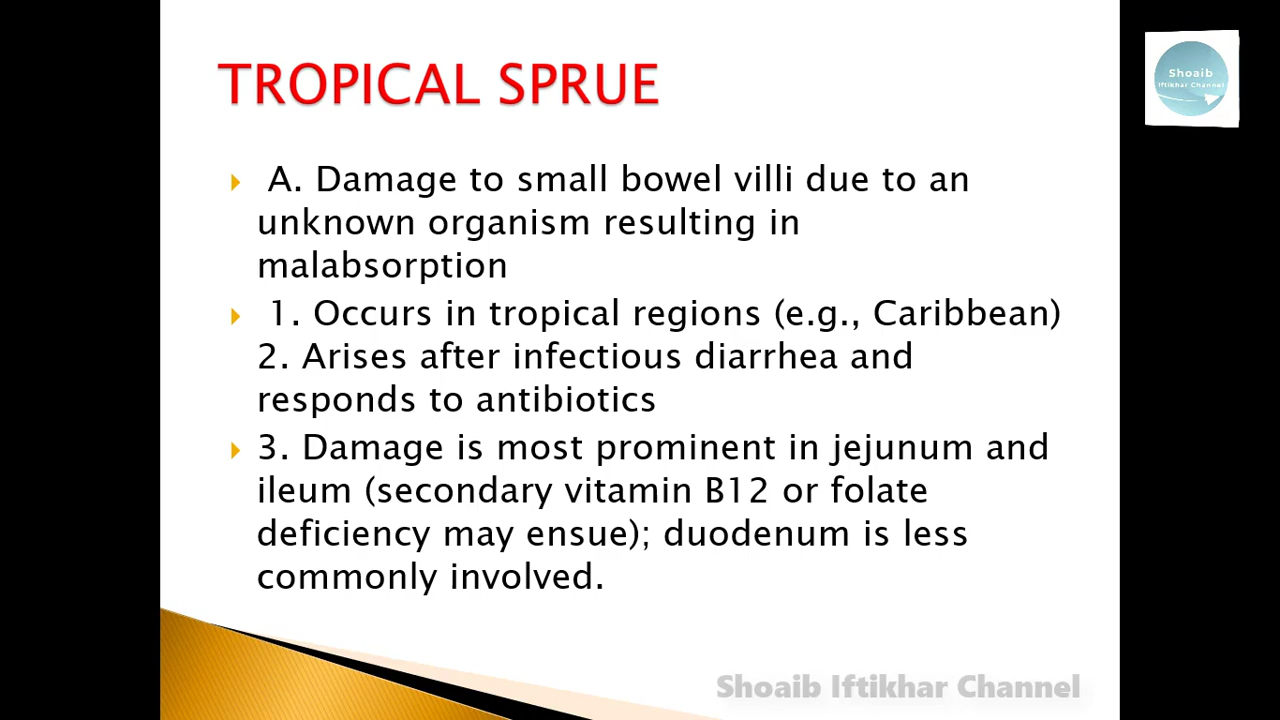 TROPICAL SPRUE
Shoaib
Iftikhar Channel
A. Damage to small bowel villi due to an
unknown organism resulting in
malabsorption
1. Occurs in tropical regions (e.g., Caribbean)
2. Arises after infectious diarrhea and
responds to antibiotics
3. Damage is most prominent in jejunum and
ileum (secondary vitamin B12 or folate
deficiency may ensue); duodenum is less
commonly involved.
Shoaib Iftikhar Channel